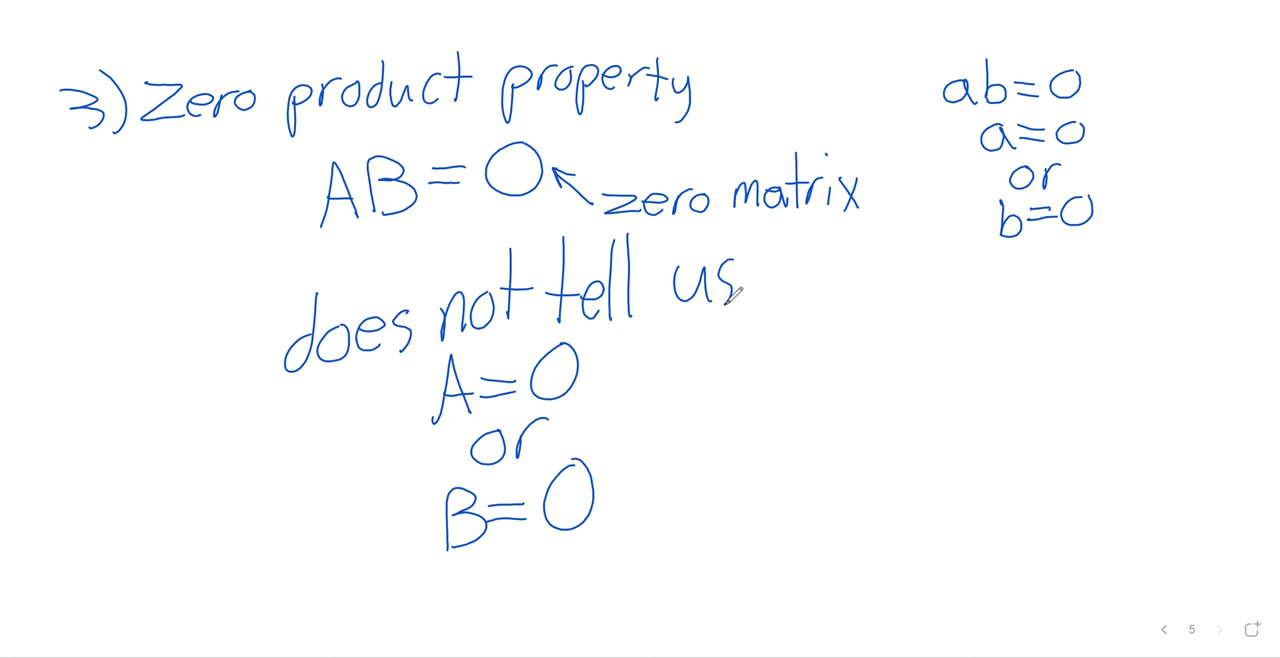 3) Zero product property
AB = O
zero matrix
does not tell us
A = O
or
B = O
ab = 0
a = 0
or
b = 0
5